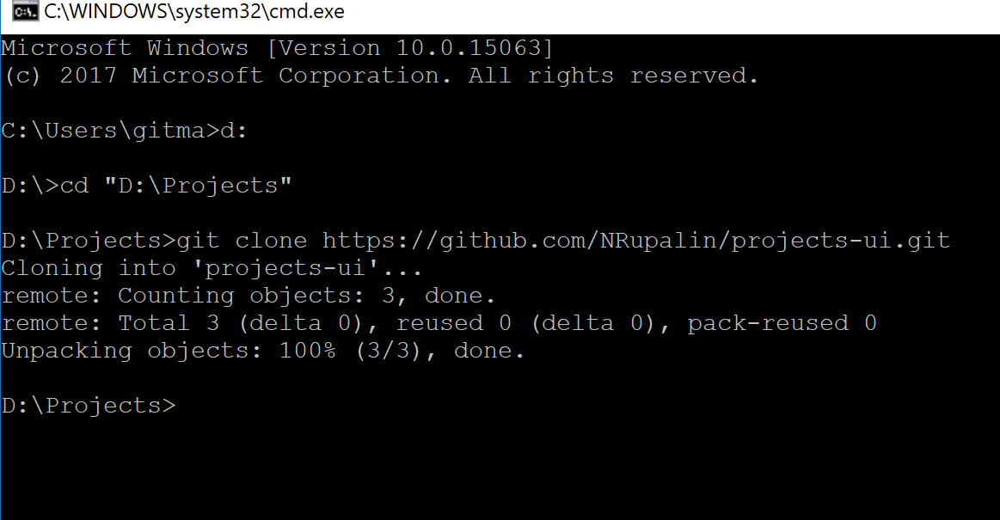 C:\WINDOWS\system32\cmd.exe
Microsoft Windows [Version 10.0.15063]
(c) 2017 Microsoft Corporation. All rights reserved.
C:\Users\gitma>d:
D:\>cd "D:\Projects"
D:\Projects>git clone https://github.com/NRupalin/projects-ui.git
Cloning into 'projects-ui'...
remote: Counting objects: 3, done.
remote: Total 3 (delta 0), reused 0 (delta 0), pack-reused 0
Unpacking objects: 100% (3/3), done.
D:\Projects>